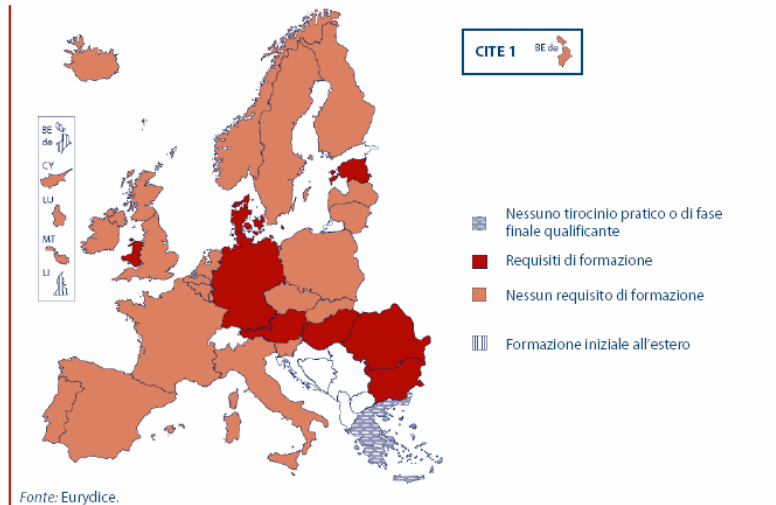 CITE 1
BE de
BE
de
CY
LU
MT
LI
Nessuno tirocinio pratico o di fase
finale qualificante
Requisiti di formazione
Nessun requisito di formazione
Formazione iniziale all'estero
Fonte: Eurydice.